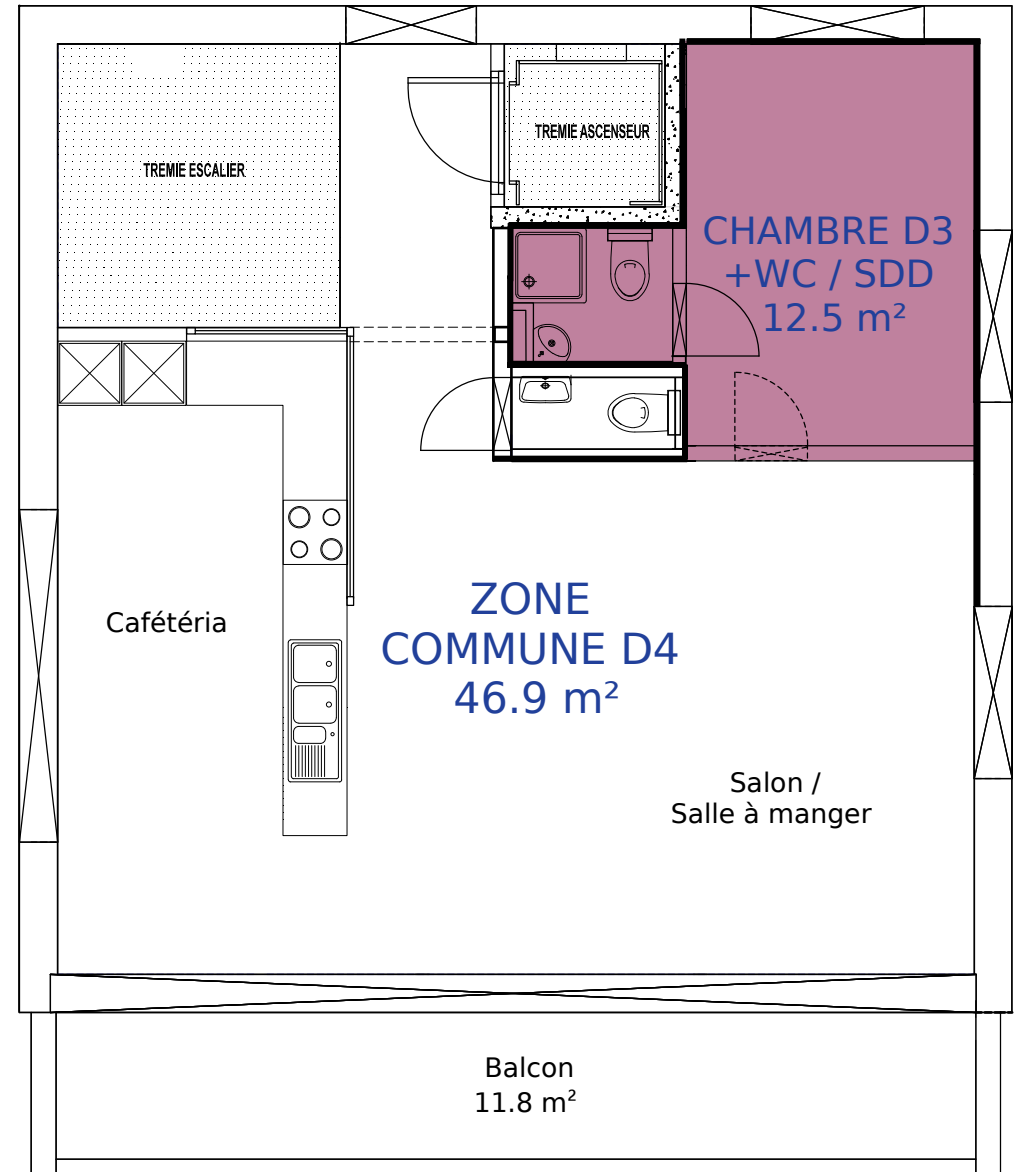 TREMIE ESCALIER
TREMIE ASCENSEUR
CHAMBRE D3
+WC / SDD
12.5 m²
Cafétéria
ZONE
COMMUNE D4
46.9 m²
Salon /
Salle à manger
Balcon
11.8 m²